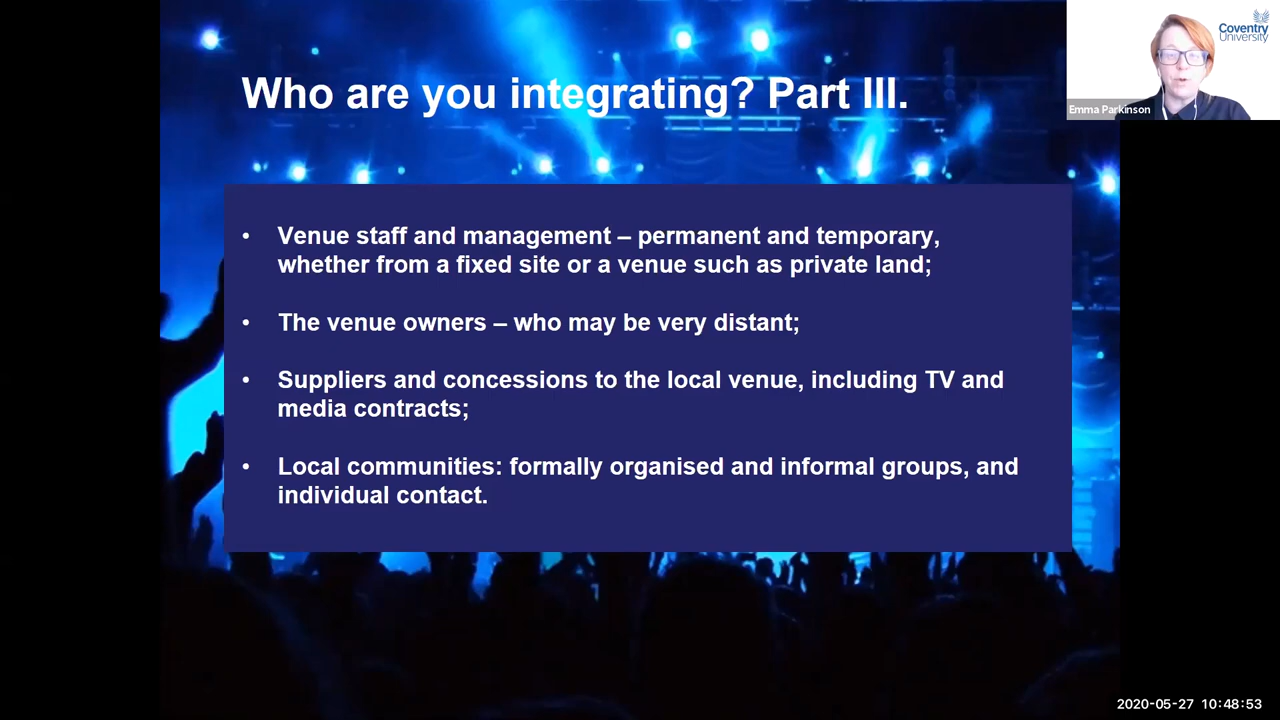 Who are you integrating? Part III.
Coventry
University
Emma Parkinson
• Venue staff and management – permanent and temporary,
whether from a fixed site or a venue such as private land;
• The venue owners – who may be very distant;
• Suppliers and concessions to the local venue, including TV and
media contracts;
• Local communities: formally organised and informal groups, and
individual contact.
2020-05-27 10:48:53